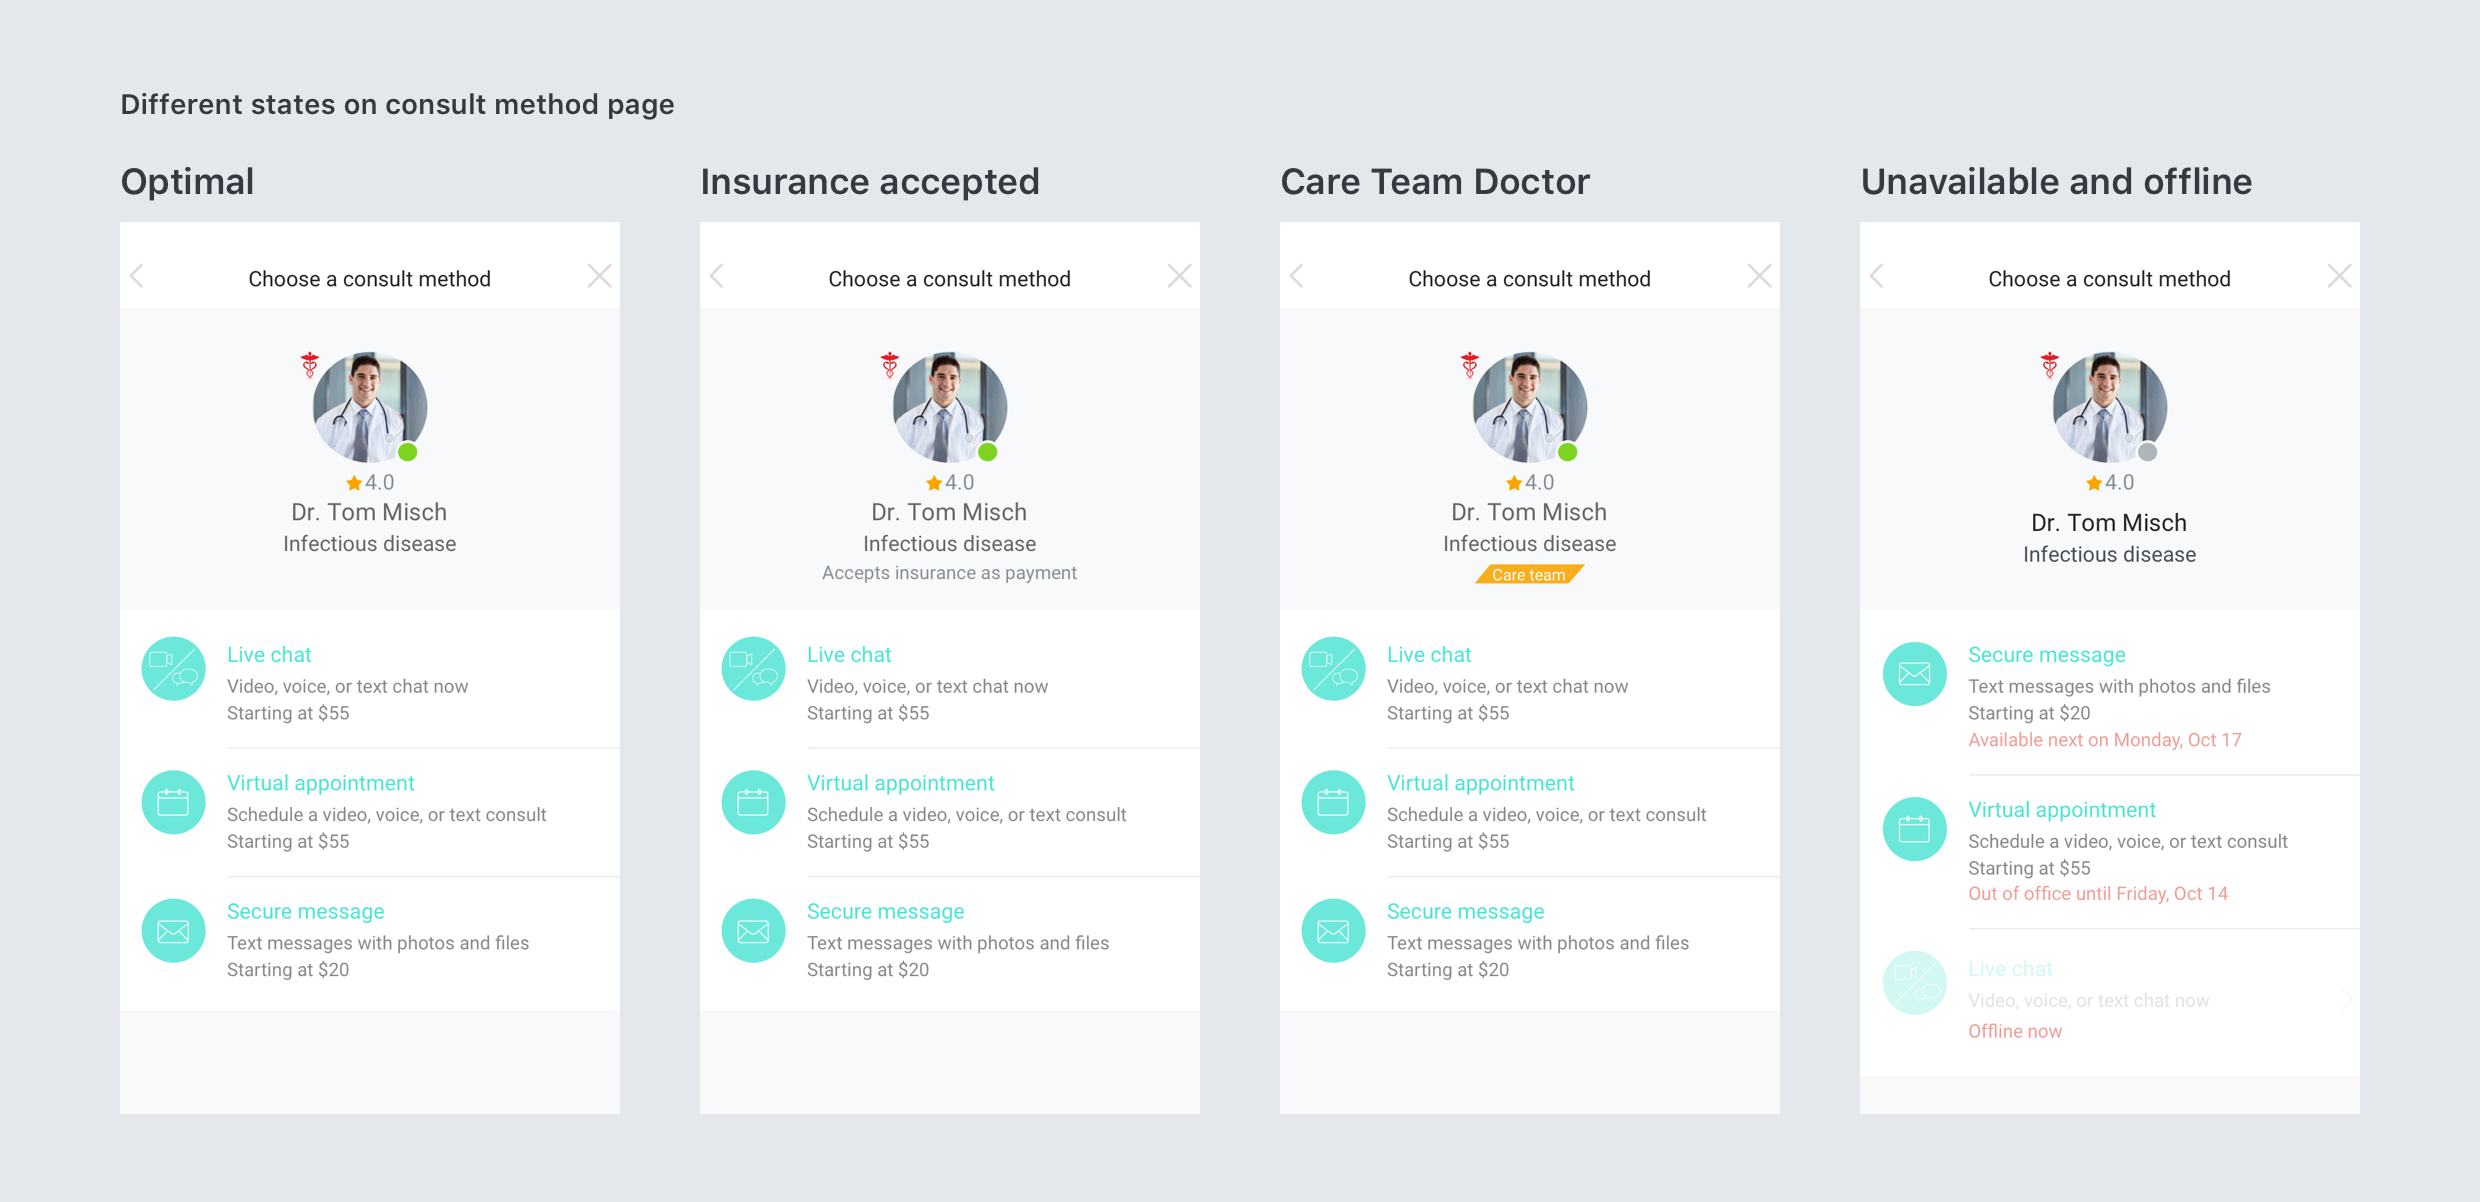 Different states on consult method page
Optimal
Choose a consult method
4.0
Dr. Tom Misch
Infectious disease
Live chat
Video, voice, or text chat now
Starting at $55
Virtual appointment
Schedule a video, voice, or text consult
Starting at $55
Secure message
Text messages with photos and files
Starting at $20
Insurance accepted
Choose a consult method
4.0
Dr. Tom Misch
Infectious disease
Accepts insurance as payment
Live chat
Video, voice, or text chat now
Starting at $55
Virtual appointment
Schedule a video, voice, or text consult
Starting at $55
Secure message
Text messages with photos and files
Starting at $20
Care Team Doctor
Choose a consult method
4.0
Dr. Tom Misch
Infectious disease
Care team
Live chat
Video, voice, or text chat now
Starting at $55
Virtual appointment
Schedule a video, voice, or text consult
Starting at $55
Secure message
Text messages with photos and files
Starting at $20
Unavailable and offline
Choose a consult method
4.0
Dr. Tom Misch
Infectious disease
Secure message
Text messages with photos and files
Starting at $20
Available next on Monday, Oct 17
Virtual appointment
Schedule a video, voice, or text consult
Starting at $55
Out of office until Friday, Oct 14
Live chat
Video, voice, or text chat now
Offline now